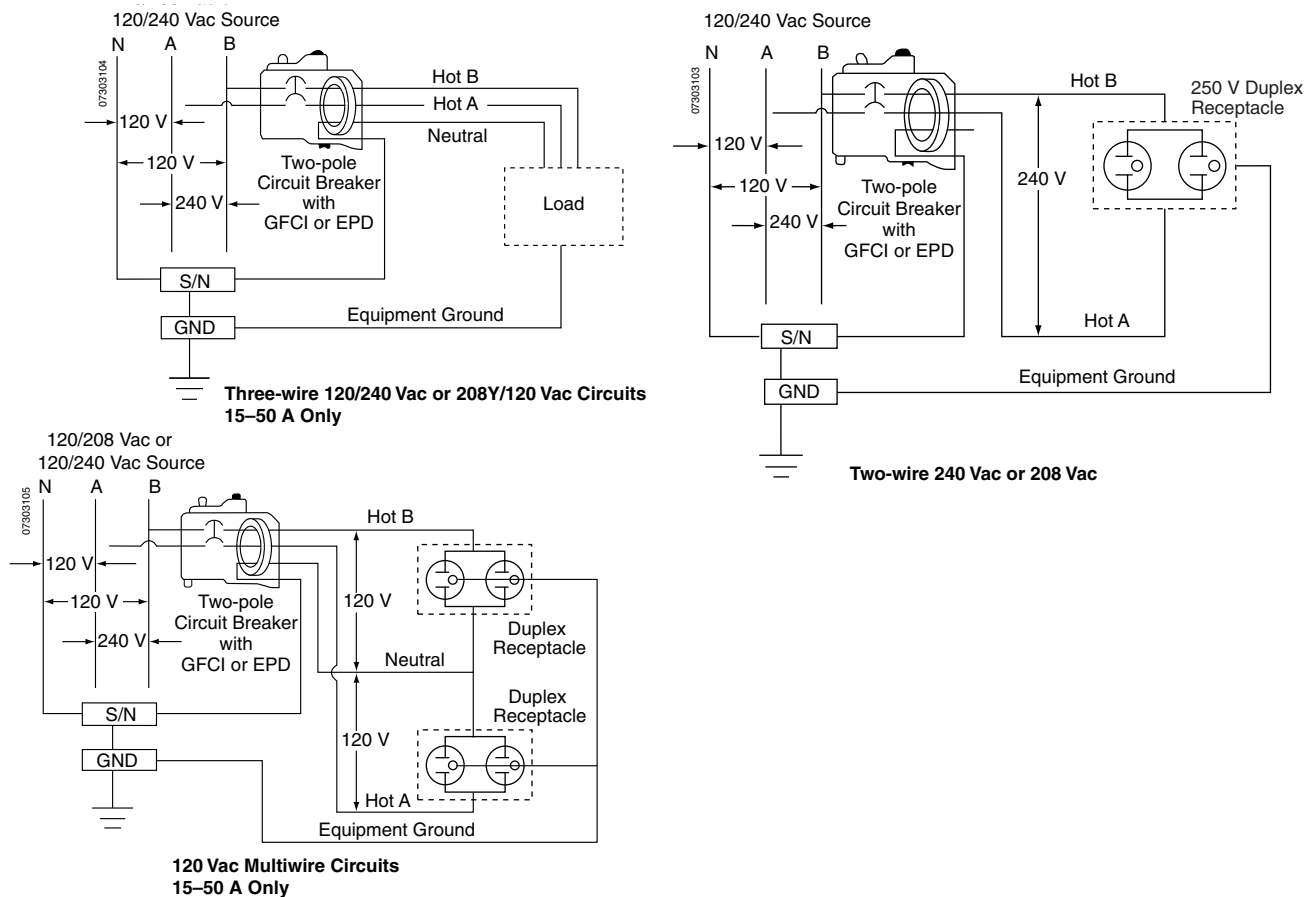 120/240 Vac Source
N A B
07303104
Hot B
Hot A
Neutral
120 V
120 V
240 V
Two-pole
Circuit Breaker
with
GFCI or EPD
Load
S/N
GND
Equipment Ground
Three-wire 120/240 Vac or 208Y/120 Vac Circuits
15–50 A Only
120/240 Vac Source
N A B
07303103
Hot B
250 V Duplex
Receptacle
120 V
120 V
240 V
240 V
Two-pole
Circuit Breaker
with
GFCI or EPD
Hot A
S/N
GND
Equipment Ground
Two-wire 240 Vac or 208 Vac
120/208 Vac or
120/240 Vac Source
N A B
07303105
Hot B
120 V
120 V
240 V
Two-pole
Circuit Breaker
with
GFCI or EPD
120 V
Duplex
Receptacle
Neutral
Duplex
Receptacle
120 V
S/N
GND
Hot A
Equipment Ground
120 Vac Multiwire Circuits
15–50 A Only